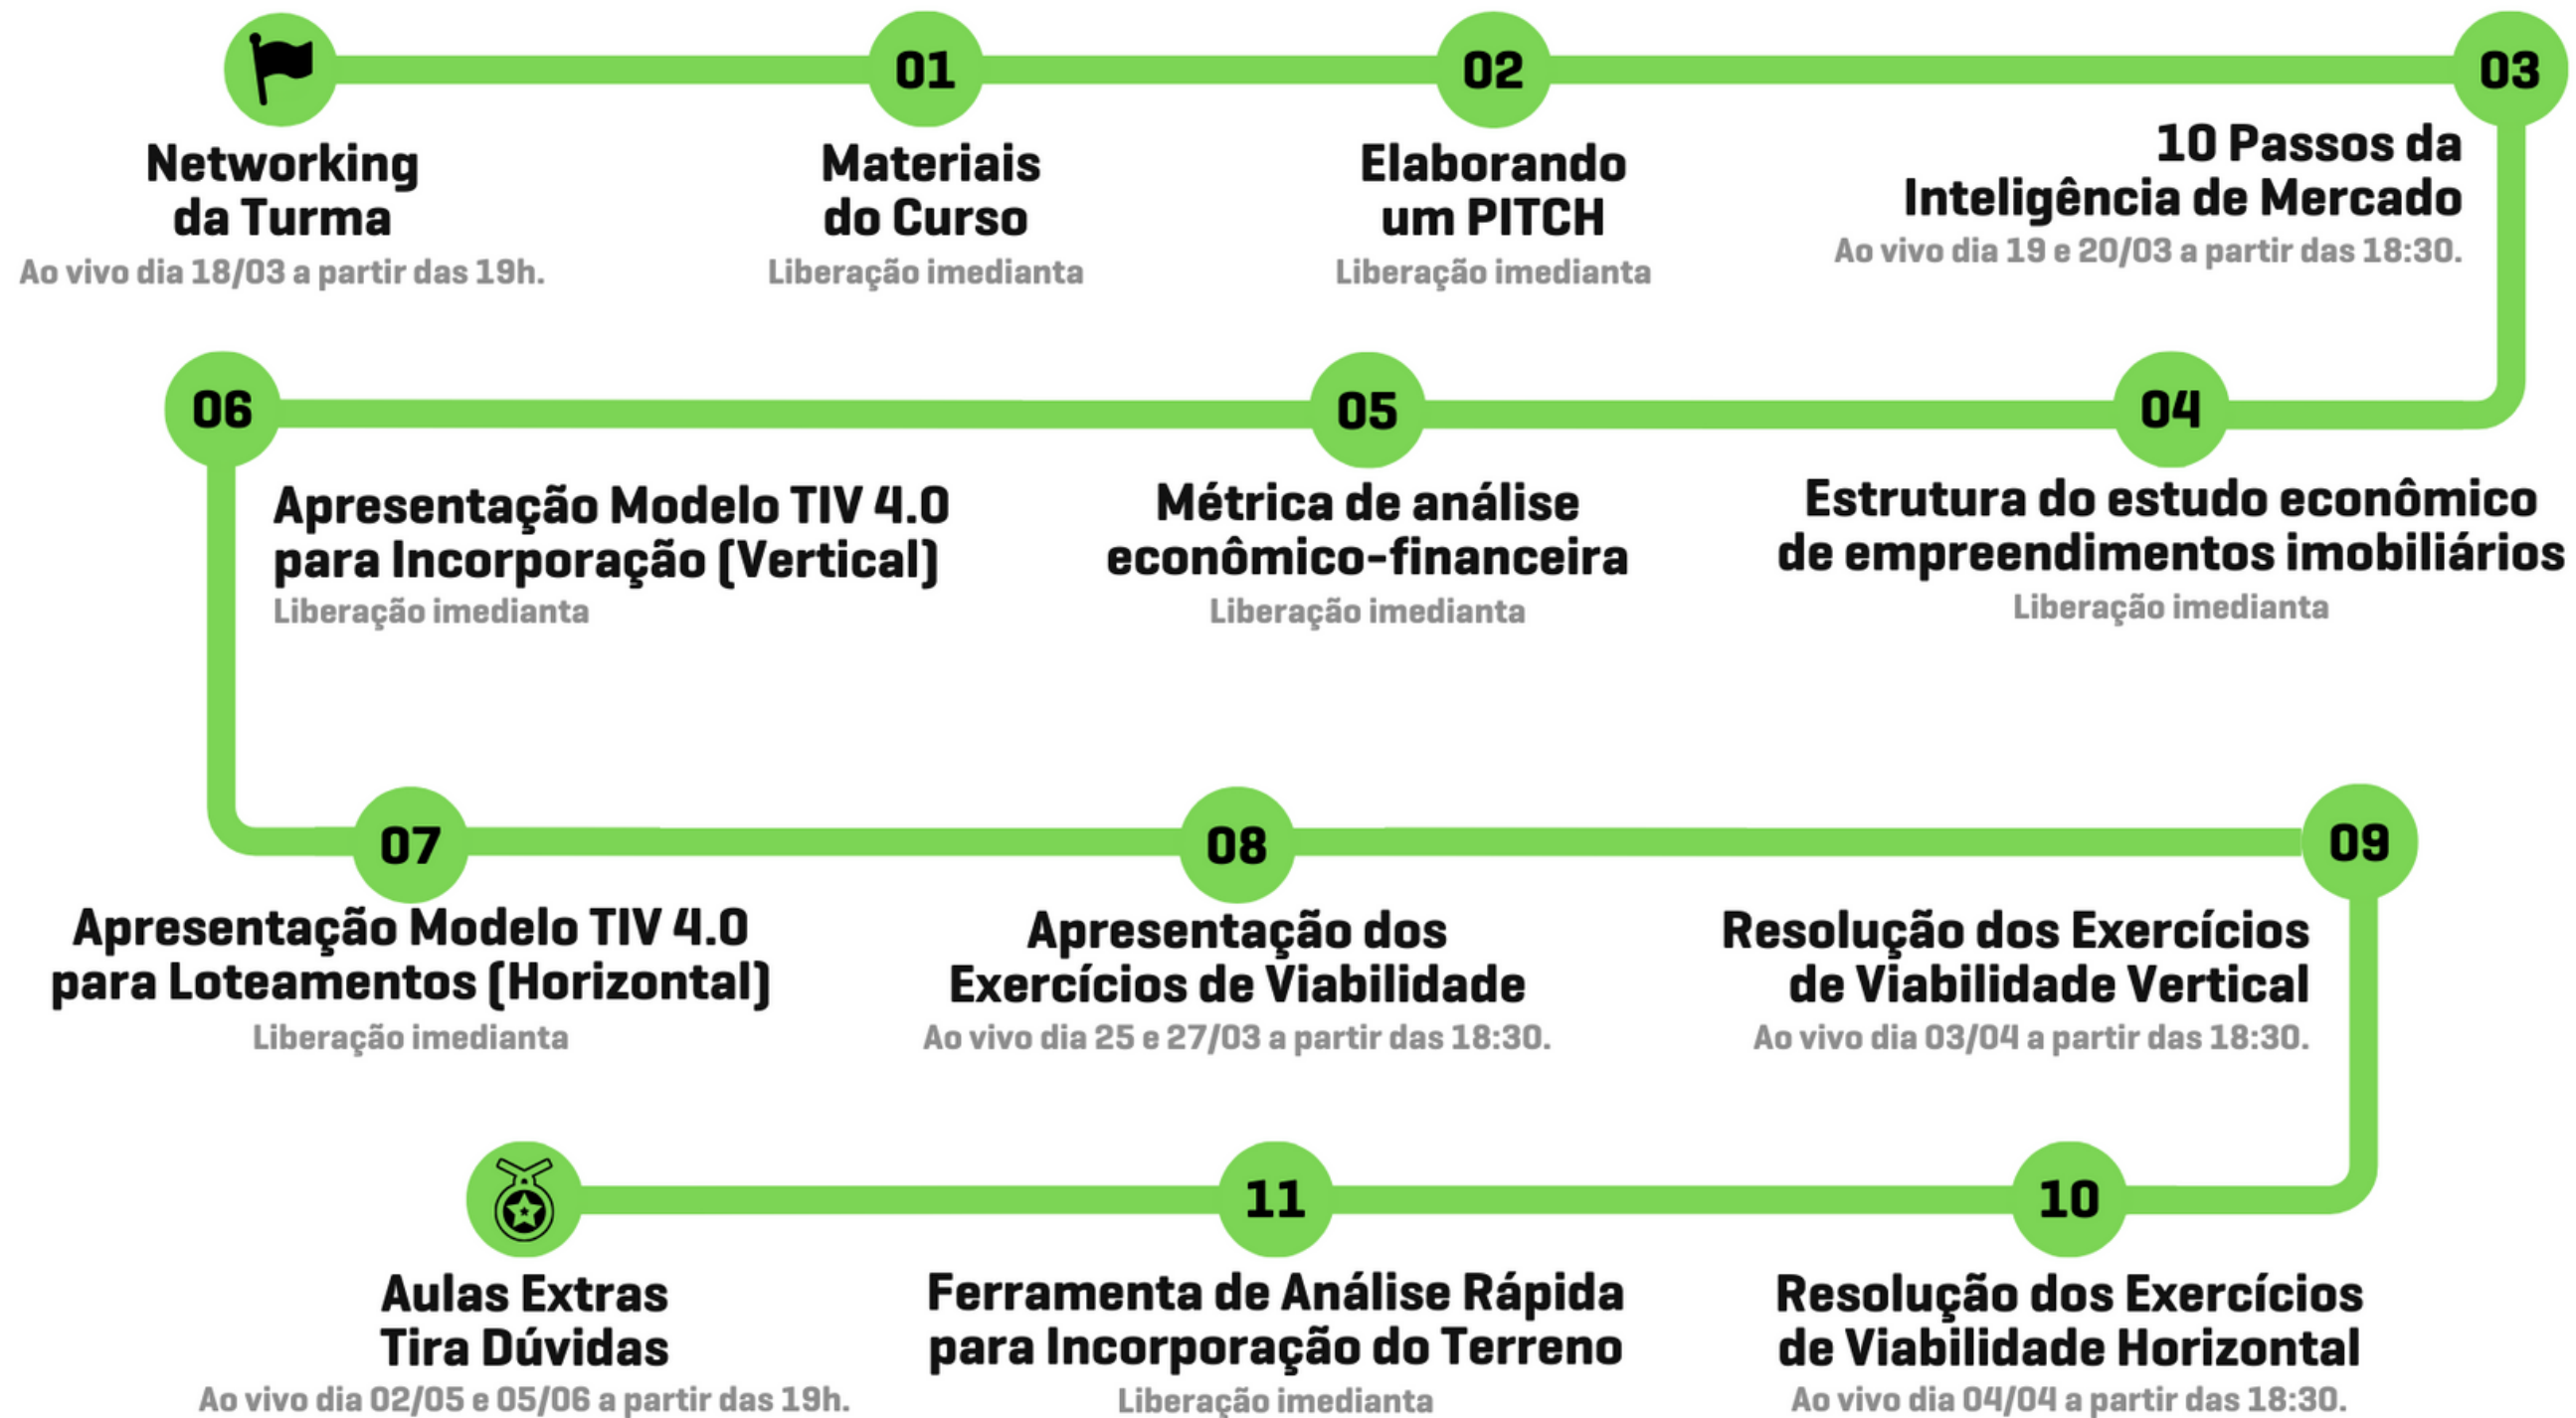 01
02
03
Networking
da Turma
Ao vivo dia 18/03 a partir das 19h.
Materiais
do Curso
Liberação imedianta
Elaborando
um PITCH
Liberação imedianta
10 Passos da
Inteligência de Mercado
Ao vivo dia 19 e 20/03 a partir das 18:30.
04
Estrutura do estudo econômico
de empreendimentos imobiliários
Liberação imedianta
05
Métrica de análise
econômico-financeira
Liberação imedianta
06
Apresentação Modelo TIV 4.0
para Incorporação (Vertical)
Liberação imedianta
07
Apresentação Modelo TIV 4.0
para Loteamentos (Horizontal)
Liberação imedianta
08
Apresentação dos
Exercícios de Viabilidade
Ao vivo dia 25 e 27/03 a partir das 18:30.
09
Resolução dos Exercícios
de Viabilidade Vertical
Ao vivo dia 03/04 a partir das 18:30.
10
Resolução dos Exercícios
de Viabilidade Horizontal
Ao vivo dia 04/04 a partir das 18:30.
11
Ferramenta de Análise Rápida
para Incorporação do Terreno
Liberação imedianta
Aulas Extras
Tira Dúvidas
Ao vivo dia 02/05 e 05/06 a partir das 19h.